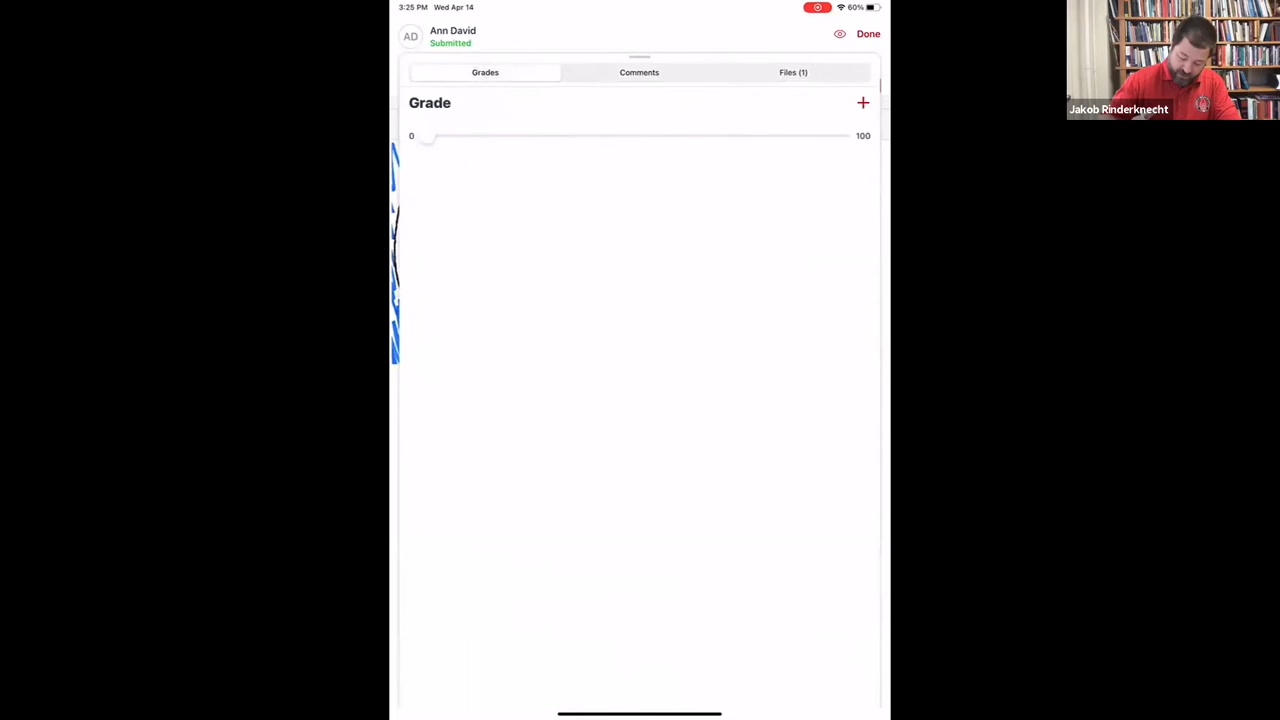 3:25 PM Wed Apr 14
60%
AD
Ann David
Submitted
Done
Grades
Comments
Files (1)
Grade
+
0
100
Jakob Rinderknecht